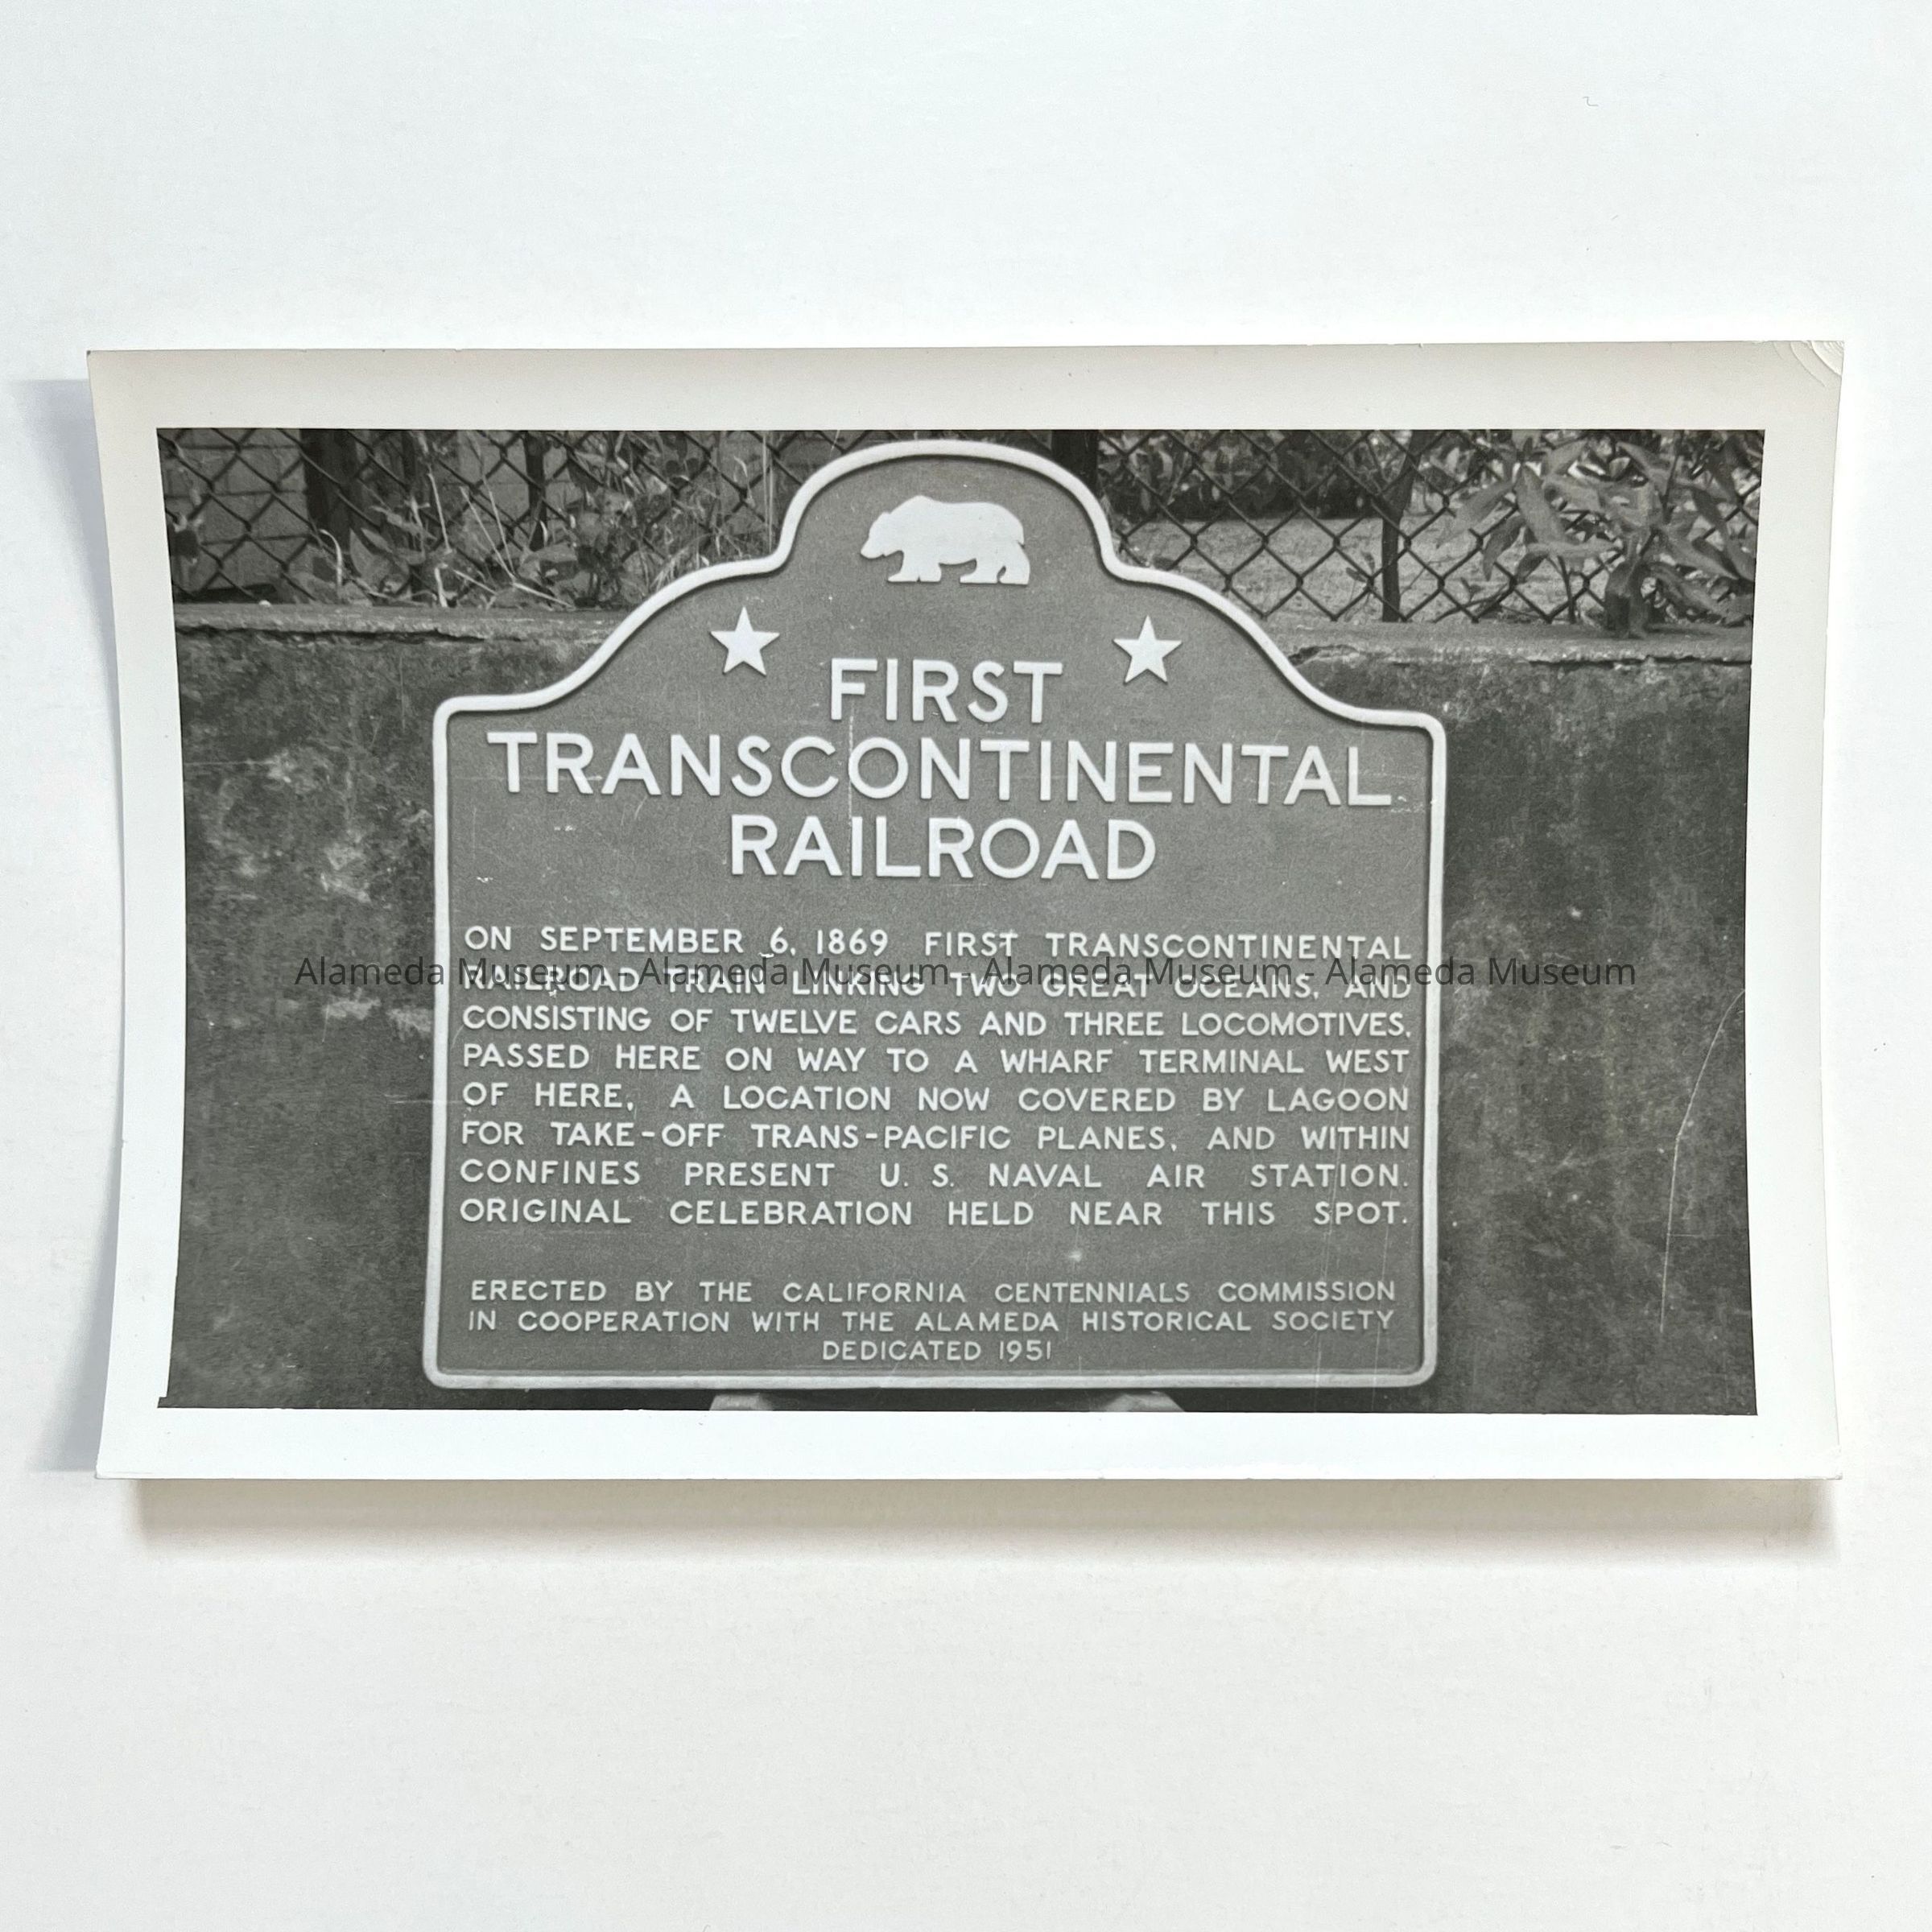 FIRST
TRANSCONTINENTAL
RAILROAD
ON SEPTEMBER 6, 1869 FIRST TRANSCONTINENTAL
RAILROAD TRAIN LINKING TWO GREAT OCEANS, AND
Alameda Museum - Alameda Museum - Alameda Museum - Alameda Museum
CONSISTING OF TWELVE CARS AND THREE LOCOMOTIVES,
PASSED HERE ON WAY TO A WHARF TERMINAL WEST
OF HERE, A LOCATION NOW COVERED BY LAGOON
FOR TAKE-OFF TRANS-PACIFIC PLANES, AND WITHIN
CONFINES PRESENT U. S. NAVAL AIR STATION.
ORIGINAL CELEBRATION HELD NEAR THIS SPOT.
ERECTED BY THE CALIFORNIA CENTENNIALS COMMISSION
IN COOPERATION WITH THE ALAMEDA HISTORICAL SOCIETY
DEDICATED 1951